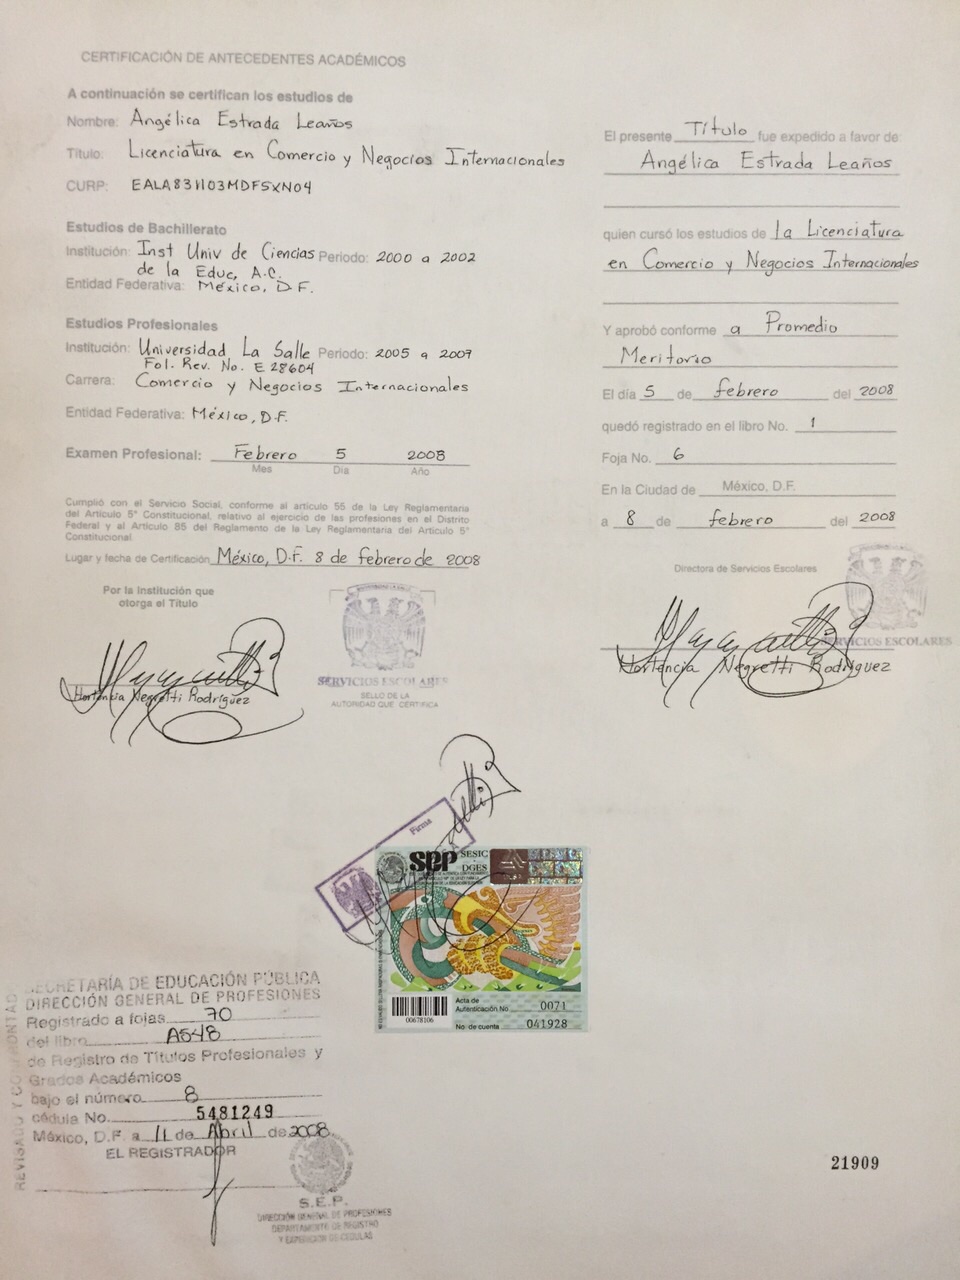 CERTIFICACIÓN DE ANTECEDENTES ACADÉMICOS
A continuación se certifican los estudios de
Nombre: Angélica Estrada Leaños
Título: Licenciatura en Comercio y Negocios Internacionales
CURP: EALA831103MDFSXN04
Estudios de Bachillerato
Institución: Inst Univ de Ciencias Periodo: 2000 a 2002
de la Educ, A.C.
Entidad Federativa: México, D.F.
Estudios Profesionales
Institución: Universidad La Salle Periodo: 2005 a 2007
Fol. Rev. No. E 28604
Carrera: Comercio y Negocios Internacionales
Entidad Federativa: México, D.F.
Examen Profesional: Febrero 5 2008
Mes Día Año
Cumplió con el Servicio Social, conforme al artículo 55 de la Ley Reglamentaria
del Artículo 5° Constitucional, relativo al ejercicio de las profesiones en el Distrito
Federal y al Artículo 85 del Reglamento de la Ley Reglamentaria del Artículo 5°
Constitucional
Lugar y fecha de Certificación México, D.F. 8 de febrero de 2008
Por la Institución que
otorga el Título
Hortencia Negretti Rodríguez
SERVICIOS ESCOLARES
SELLO DE LA
AUTORIDAD QUE CERTIFICA
El presente Título fue expedido a favor de:
Angélica Estrada Leaños
quien cursó los estudios de la Licenciatura
en Comercio y Negocios Internacionales
Y aprobó conforme a Promedio
Meritorio
El día 5 de febrero del 2008
quedó registrado en el libro No. 1
Foja No. 6
En la Ciudad de México, D.F.
a 8 de febrero del 2008
Directora de Servicios Escolares
SERVICIOS ESCOLARES
Hortencia Negretti Rodríguez
Firma
SEP SESIC
DGES
00678106
Acta de
Autenticación No 0071
No. de cuenta 041928
SECRETARÍA DE EDUCACIÓN PÚBLICA
DIRECCIÓN GENERAL DE PROFESIONES
Registrado a fojas 70
del libro A548
de Registro de Títulos Profesionales y
Grados Académicos
bajo el número 8
cédula No. 5481249
México, D.F. a 11 de Abril de 2008
EL REGISTRADOR
REVISADO Y CONFRONTADO
S.E.P.
DIRECCIÓN GENERAL DE PROFESIONES
DEPARTAMENTO DE REGISTRO
Y EXPEDICIÓN DE CÉDULAS
21909